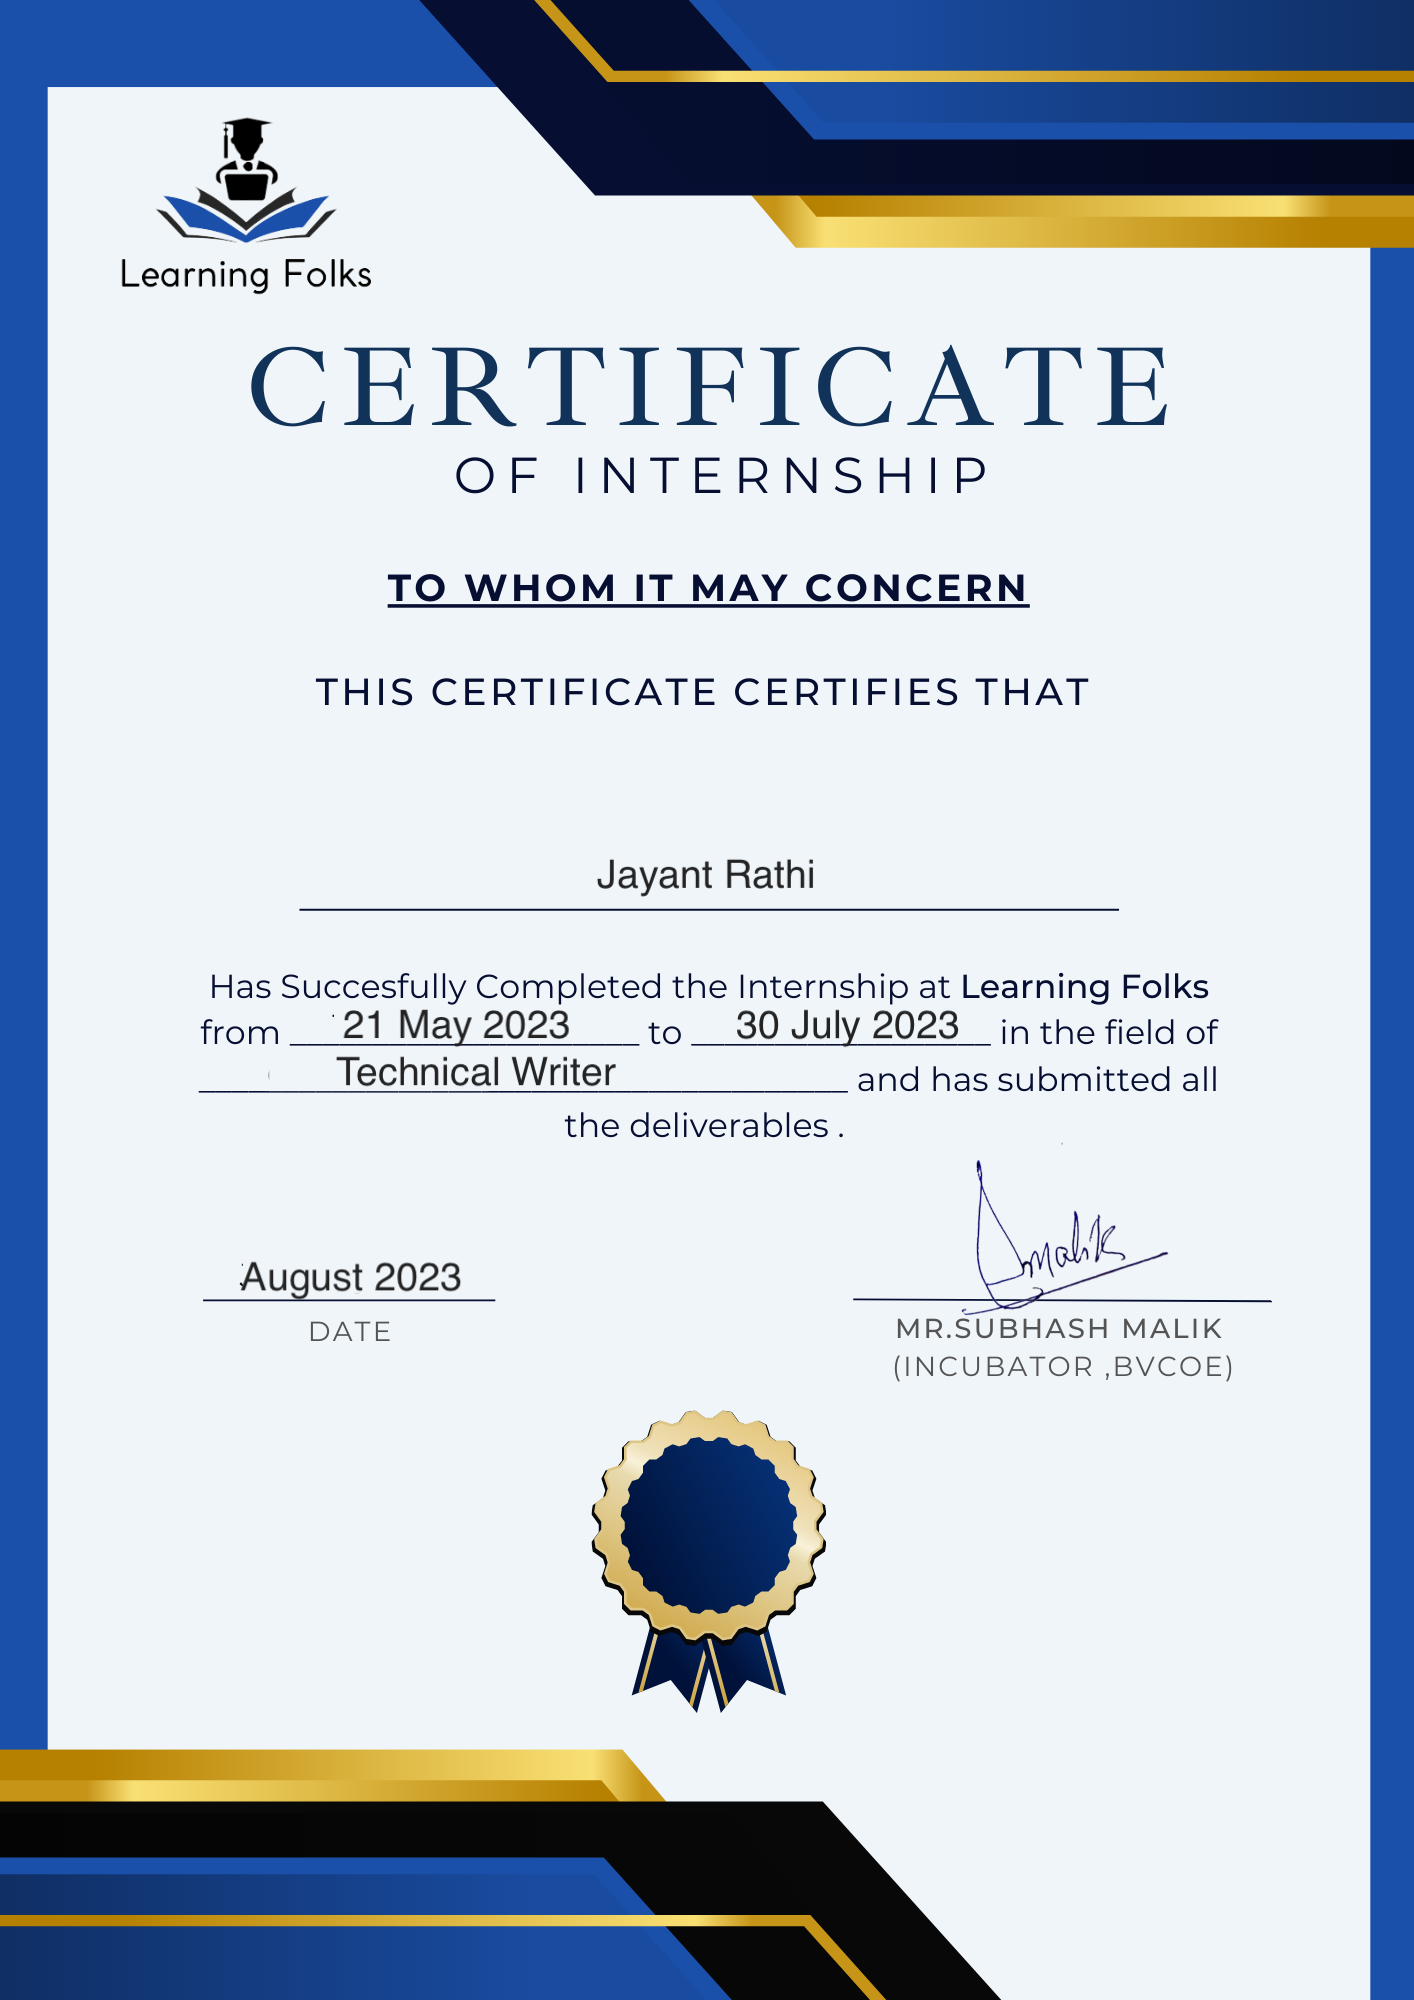 Learning Folks
CERTIFICATE
OF INTERNSHIP
TO WHOM IT MAY CONCERN
THIS CERTIFICATE CERTIFIES THAT
Jayant Rathi
Has Succesfully Completed the Internship at Learning Folks
from 21 May 2023 to 30 July 2023 in the field of
Technical Writer and has submitted all
the deliverables .
Smalik
August 2023
DATE
MR.SUBHASH MALIK
(INCUBATOR ,BVCOE)